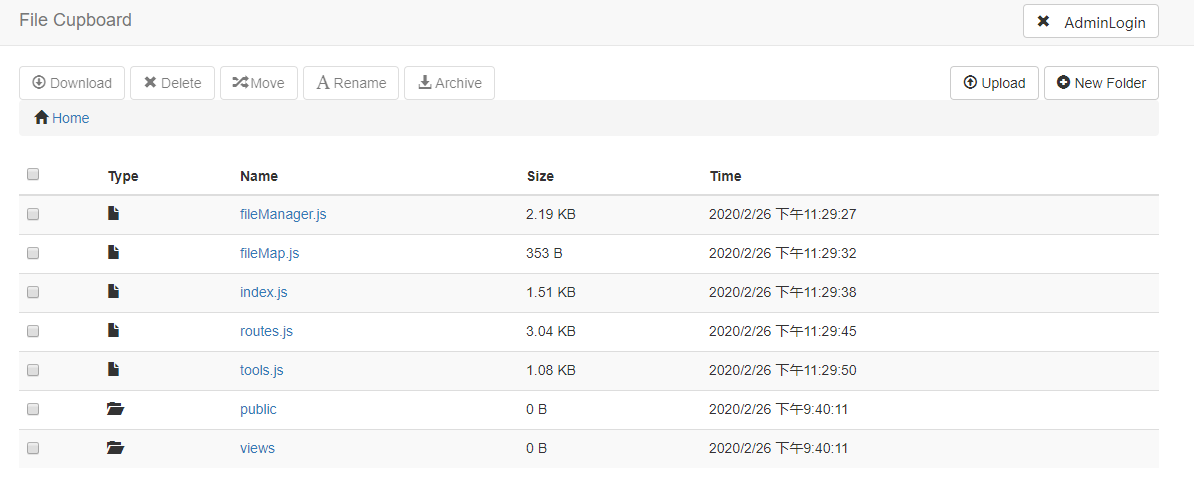 File Cupboard AdminLogin
Download Delete Move Rename Archive Upload New Folder
Home
Type Name Size Time
fileManager.js 2.19 KB 2020/2/26 下午11:29:27
fileMap.js 353 B 2020/2/26 下午11:29:32
index.js 1.51 KB 2020/2/26 下午11:29:38
routes.js 3.04 KB 2020/2/26 下午11:29:45
tools.js 1.08 KB 2020/2/26 下午11:29:50
public 0 B 2020/2/26 下午9:40:11
views 0 B 2020/2/26 下午9:40:11